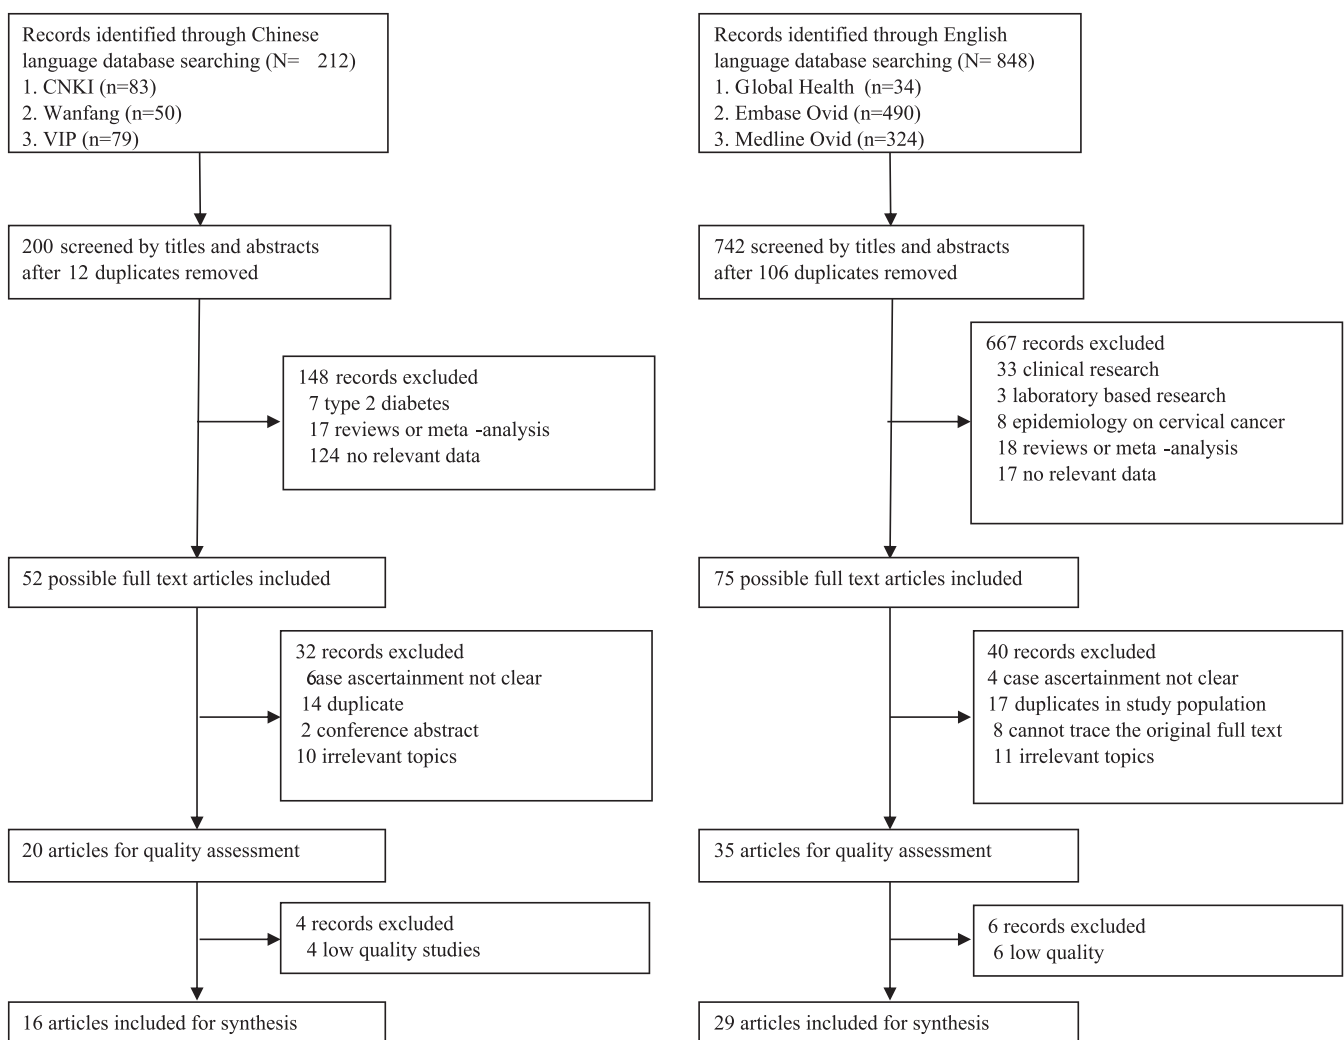 Records identified through Chinese
language database searching (N= 212)
1. CNKI (n=83)
2. Wanfang (n=50)
3. VIP (n=79)
200 screened by titles and abstracts
after 12 duplicates removed
148 records excluded
7 type 2 diabetes
17 reviews or meta -analysis
124 no relevant data
52 possible full text articles included
32 records excluded
6ase ascertainment not clear
14 duplicate
2 conference abstract
10 irrelevant topics
20 articles for quality assessment
4 records excluded
4 low quality studies
16 articles included for synthesis
Records identified through English
language database searching (N= 848)
1. Global Health (n=34)
2. Embase Ovid (n=490)
3. Medline Ovid (n=324)
742 screened by titles and abstracts
after 106 duplicates removed
667 records excluded
33 clinical research
3 laboratory based research
8 epidemiology on cervical cancer
18 reviews or meta -analysis
17 no relevant data
75 possible full text articles included
40 records excluded
4 case ascertainment not clear
17 duplicates in study population
8 cannot trace the original full text
11 irrelevant topics
35 articles for quality assessment
6 records excluded
6 low quality
29 articles included for synthesis